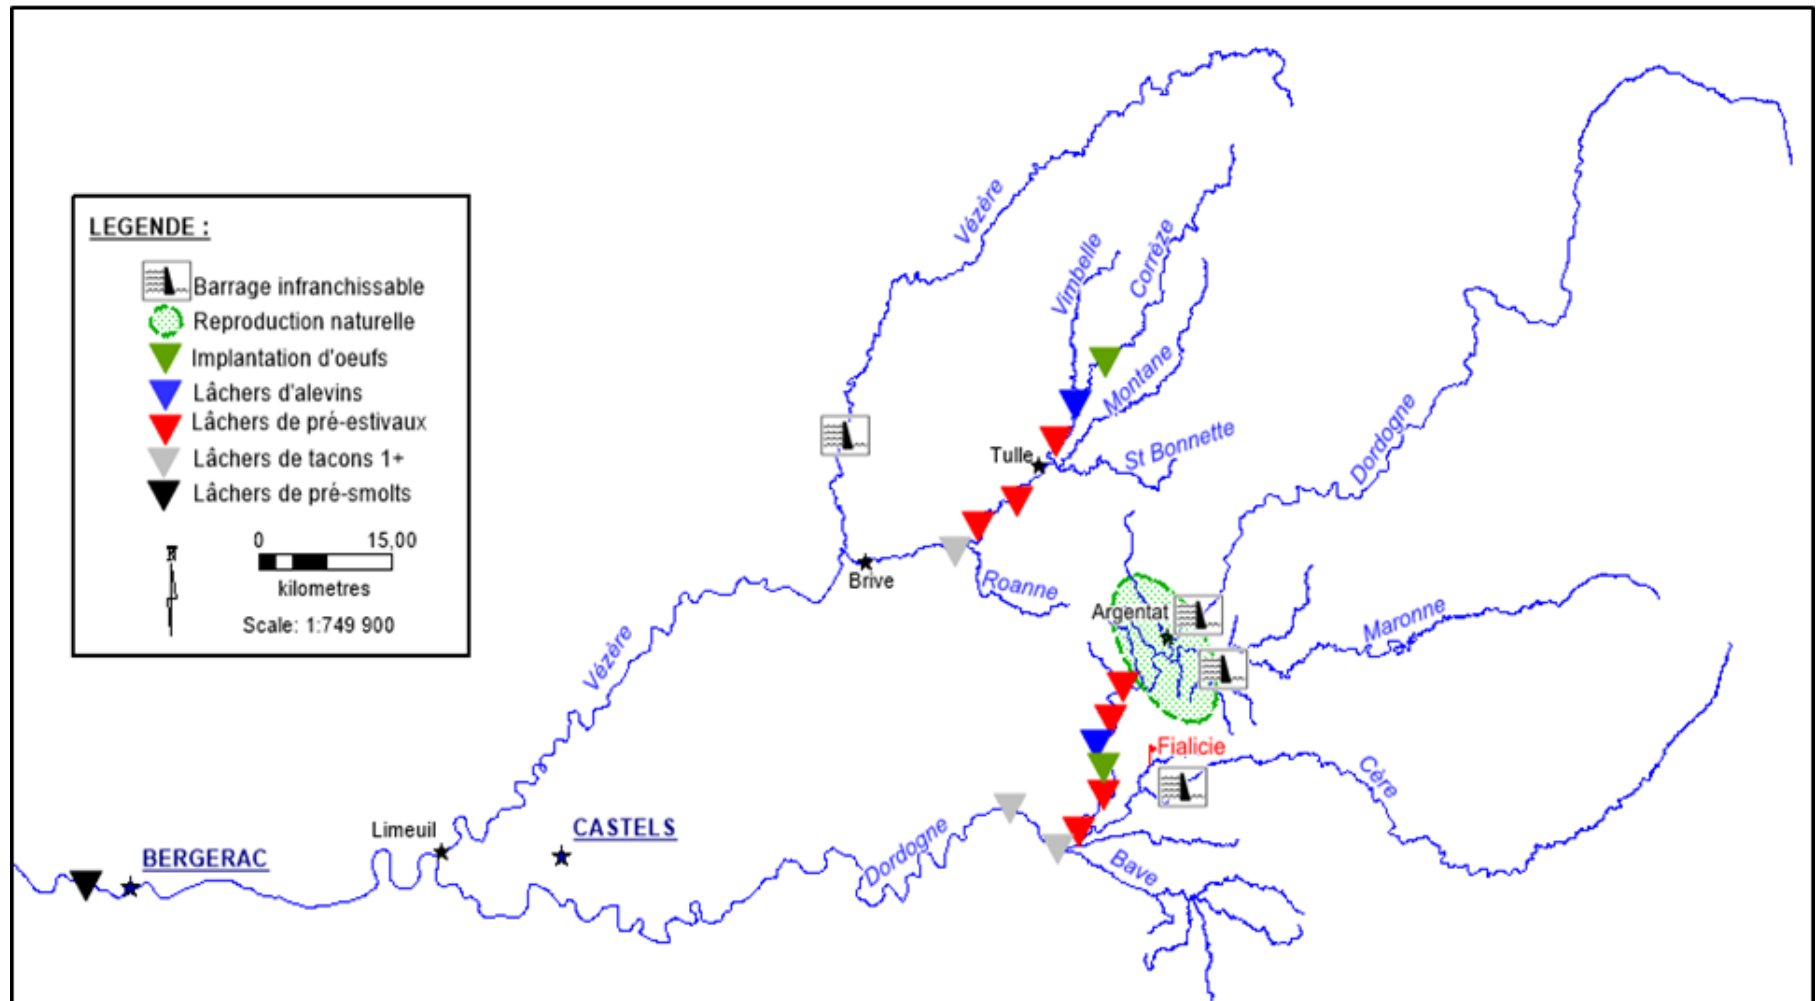 LEGENDE :
Barrage infranchissable
Reproduction naturelle
Implantation d'oeufs
Lâchers d'alevins
Lâchers de pré-estivaux
Lâchers de tacons 1+
Lâchers de pré-smolts
0 15,00
N
kilometres
Scale: 1:749 900
Vézère
Vimbelle
Corrèze
Montane
St Bonnette
Tulle
Dordogne
Brive
Roanne
Argentat
Maronne
Vézère
Fialicie
Cére
Limeuil
CASTELS
BERGERAC
Dordogne
Bave